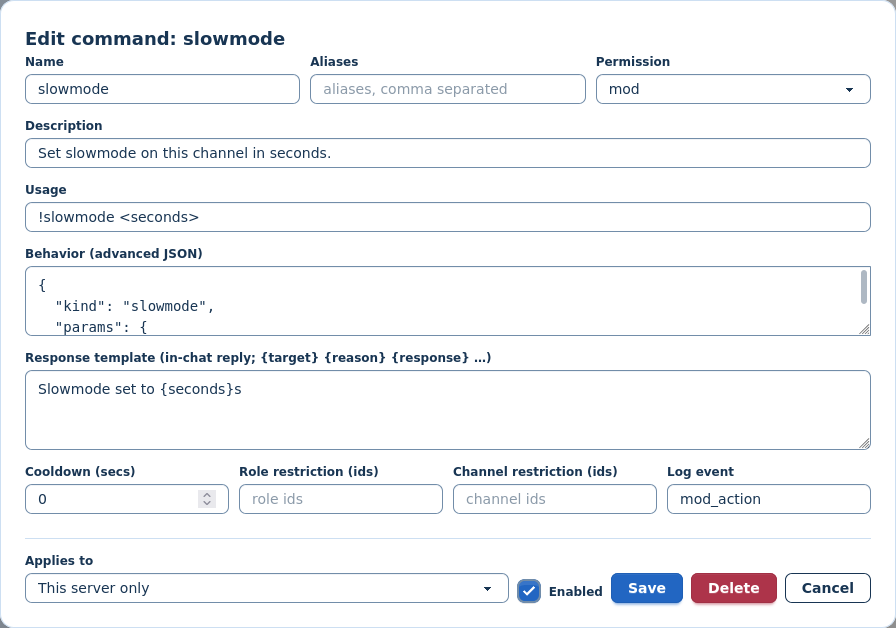 Edit command: slowmode
Name
Aliases
Permission
slowmode
aliases, comma separated
mod
Description
Set slowmode on this channel in seconds.
Usage
!slowmode <seconds>
Behavior (advanced JSON)
{
"kind": "slowmode",
"params": {
Response template (in-chat reply; {target} {reason} {response} …)
Slowmode set to {seconds}s
Cooldown (secs)
Role restriction (ids)
Channel restriction (ids)
Log event
0
role ids
channel ids
mod_action
Applies to
This server only
Enabled
Save
Delete
Cancel